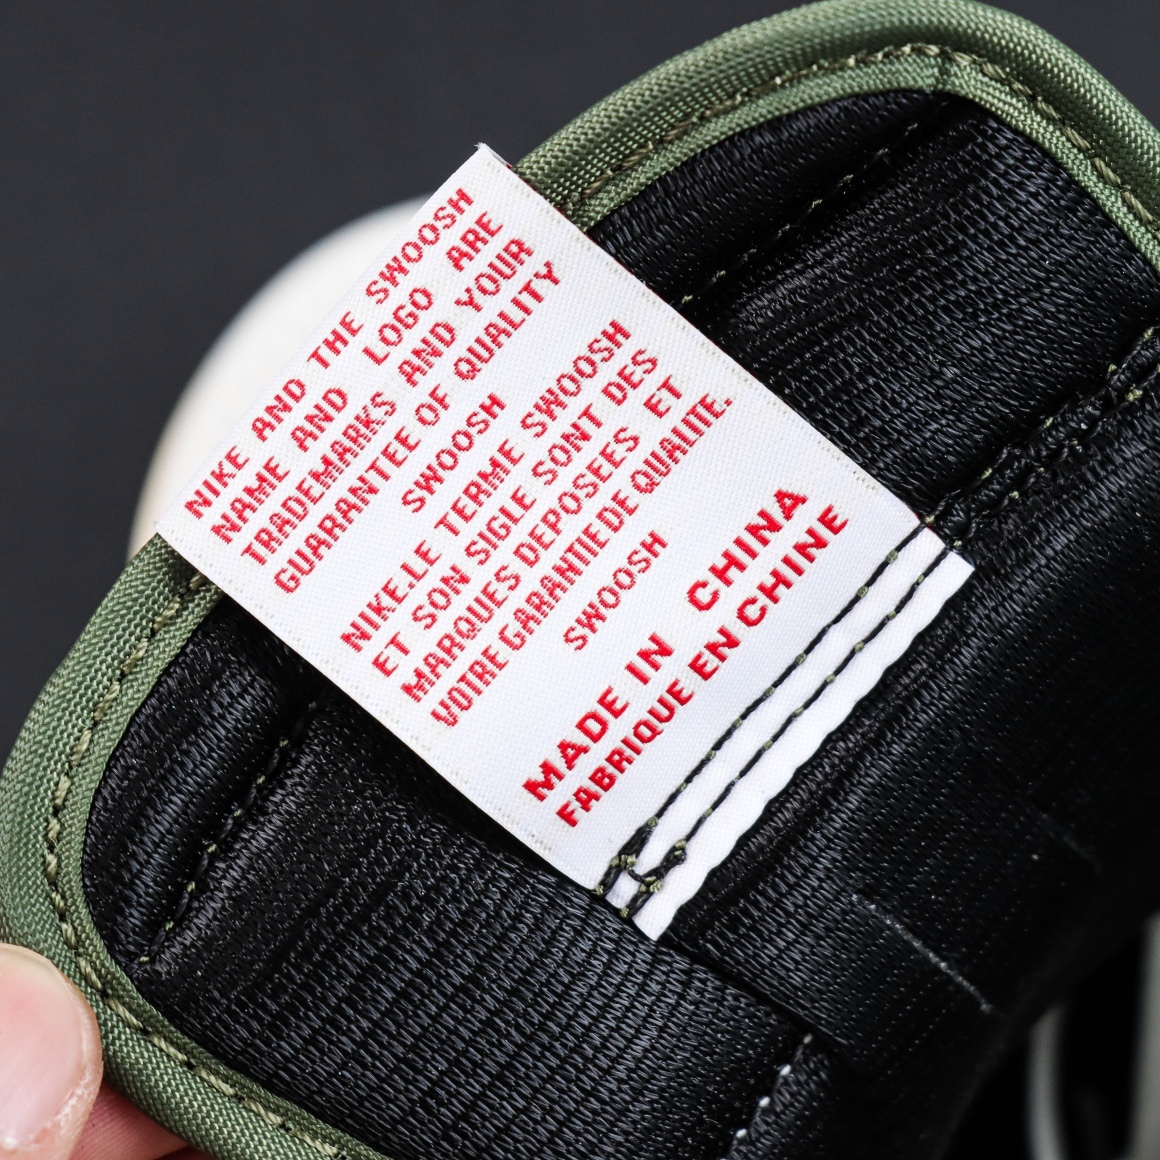 NIKE AND THE SWOOSH
NAME AND LOGO ARE
TRADEMARKS AND YOUR
GUARANTEE OF QUALITY
SWOOSH
NIKE.LE TERME SWOOSH
ET SON SIGLE SONT DES
MARQUES DEPOSEES ET
VOTRE GARANTIE DE QUALITE.
SWOOSH
MADE IN CHINA
FABRIQUE EN CHINE